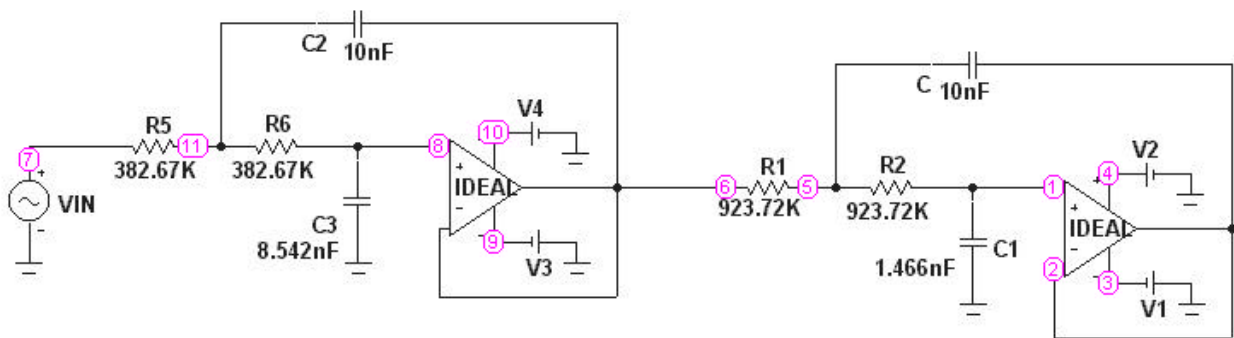 C2
10nF
C
10nF
V4
R5
11
R6
8
10
7
382.67K
382.67K
+
IDEAL
-
+
VIN
-
C3
8.542nF
9
V3
6
R1
5
R2
923.72K
923.72K
1
+
4
V2
+
IDEAL
-
C1
1.466nF
2
3
V1